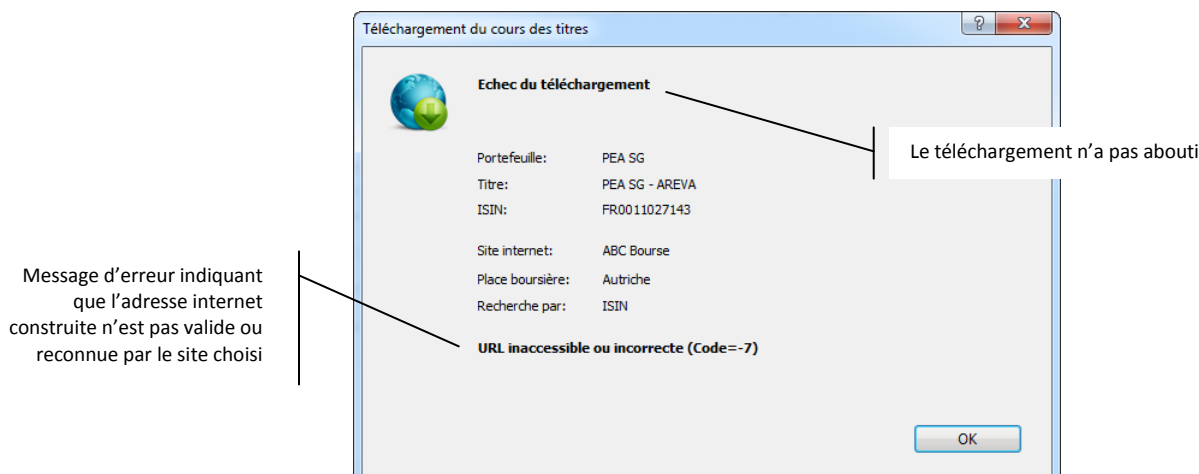 Téléchargement du cours des titres
Echec du téléchargement
Le téléchargement n'a pas abouti
Portefeuille: PEA SG
Titre: PEA SG - AREVA
ISIN: FR0011027143
Site internet: ABC Bourse
Place boursière: Autriche
Recherche par: ISIN
Message d'erreur indiquant
que l'adresse internet
construite n'est pas valide ou
reconnue par le site choisi
URL inaccessible ou incorrecte (Code=-7)
OK